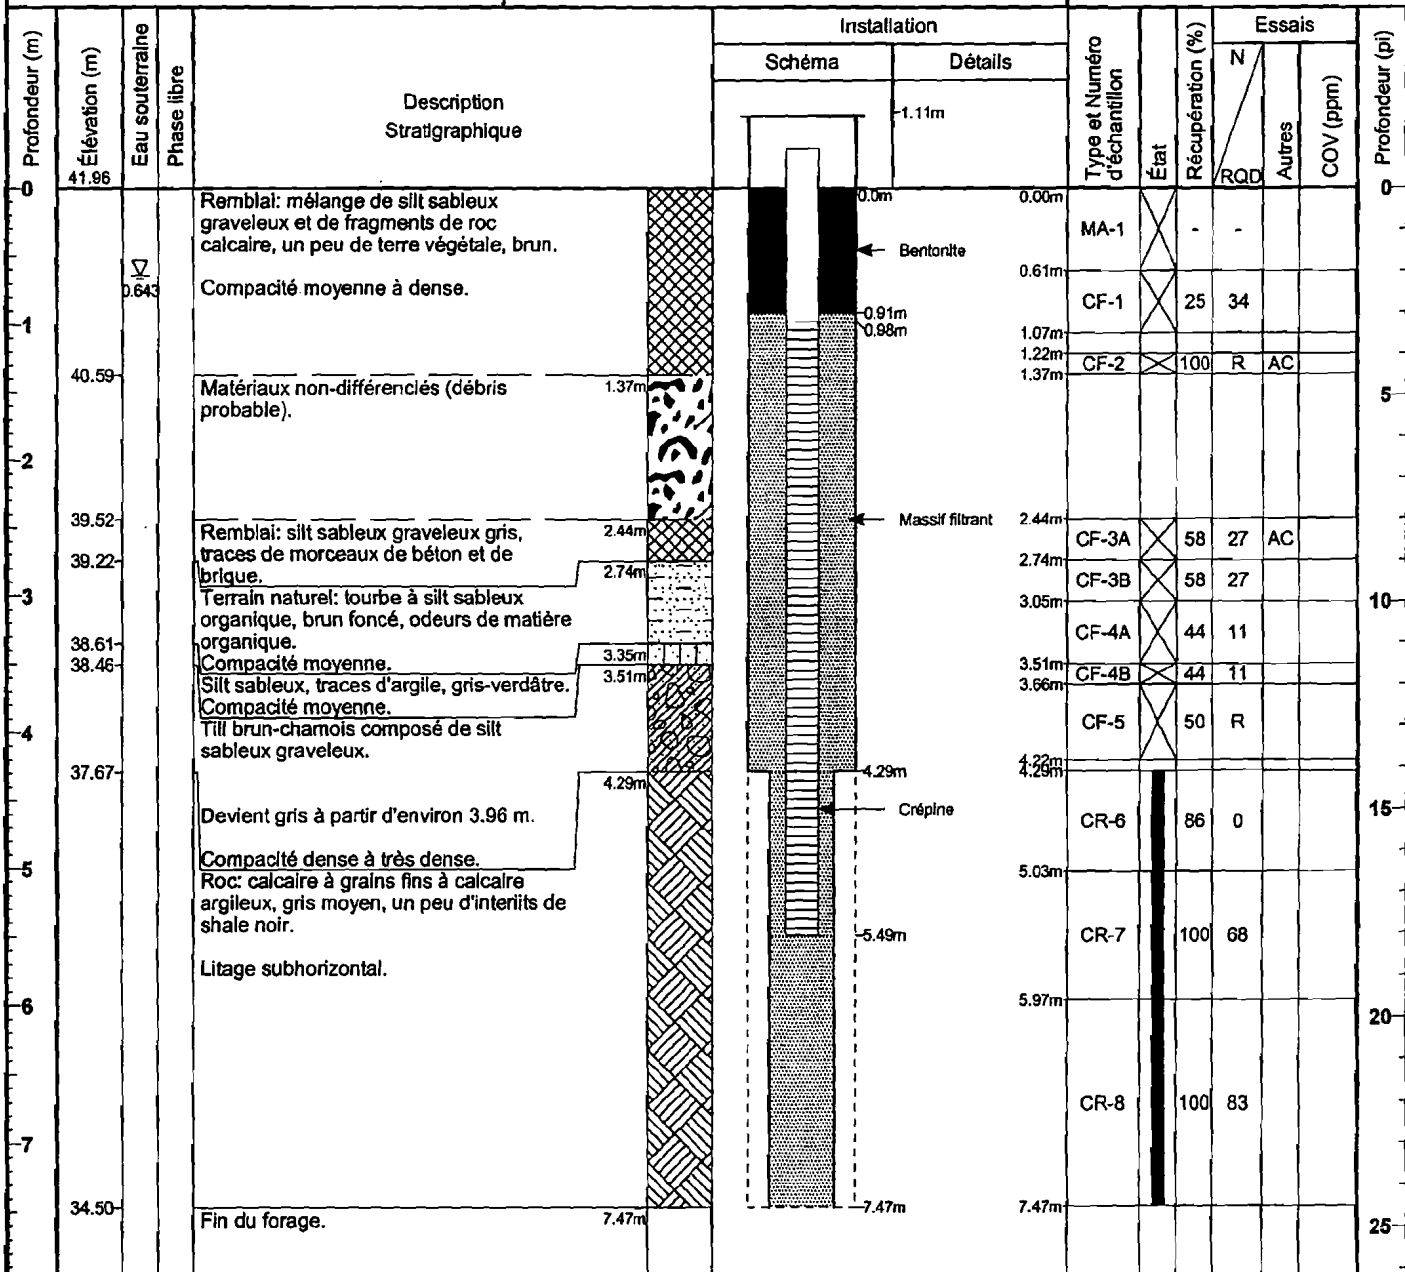 Profondeur (m)
Élévation (m)
Eau souterraine
Phase libre
Description
Stratigraphique
Installation
Schéma
Détails
Type et Numéro
d'échantillon
État
Récupération (%)
Essais
N
RQD
Autres
COV (ppm)
Profondeur (pi)
41.96
1.11m
0
0.0m
0.00m
0
Remblai: mélange de silt sableux
graveleux et de fragments de roc
calcaire, un peu de terre végétale, brun.
Compacité moyenne à dense.
0.643
Bentonite
MA-1 - -
0.61m
CF-1 25 34
0.91m
0.98m
1
1.07m
1.22m
CF-2 100 R AC
1.37m
40.59
Matériaux non-différenciés (débris
probable).
1.37m
5
2
39.52
Remblai: silt sableux graveleux gris,
traces de morceaux de béton et de
brique.
2.44m
Massif filtrant
2.44m
CF-3A 58 27 AC
39.22
2.74m
2.74m
CF-3B 58 27
3
Terrain naturel: tourbe à silt sableux
organique, brun foncé, odeurs de matière
organique.
Compacité moyenne.
3.05m
10
CF-4A 44 11
38.61
3.35m
38.46
3.51m
3.51m
CF-4B 44 11
3.66m
Silt sableux, traces d'argile, gris-verdâtre.
Compacité moyenne.
Till brun-chamois composé de silt
sableux graveleux.
CF-5 50 R
4
4.22m
37.67
4.29m
4.29m
4.29m
Devient gris à partir d'environ 3.96 m.
Compacité dense à très dense.
Crépine
CR-6 86 0
15
5
5.03m
Roc: calcaire à grains fins à calcaire
argileux, gris moyen, un peu d'interlits de
shale noir.
Litage subhorizontal.
5.49m
CR-7 100 68
5.97m
6
20
CR-8 100 83
7
34.50
Fin du forage.
7.47m
7.47m
7.47m
25